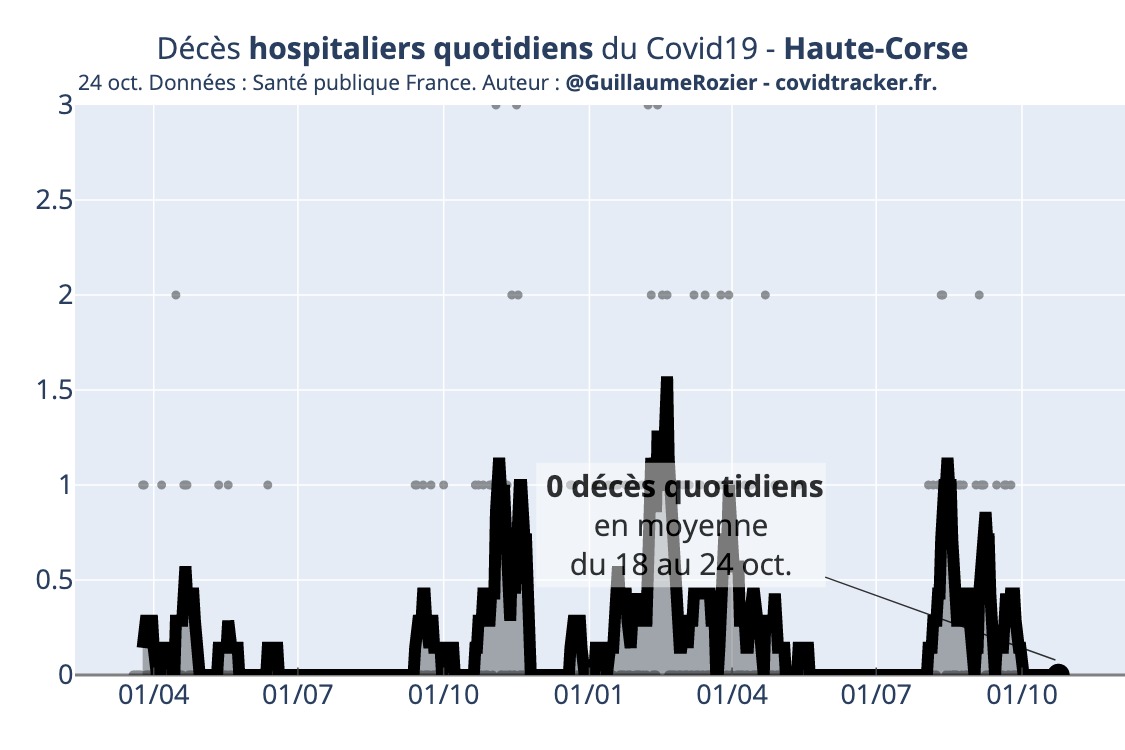 Décès hospitaliers quotidiens du Covid19 - Haute-Corse
24 oct. Données : Santé publique France. Auteur : @GuillaumeRozier - covidtracker.fr.
3
2.5
2
1.5
1
0.5
0
0 décès quotidiens
en moyenne
du 18 au 24 oct.
01/04 01/07 01/10 01/01 01/04 01/07 01/10